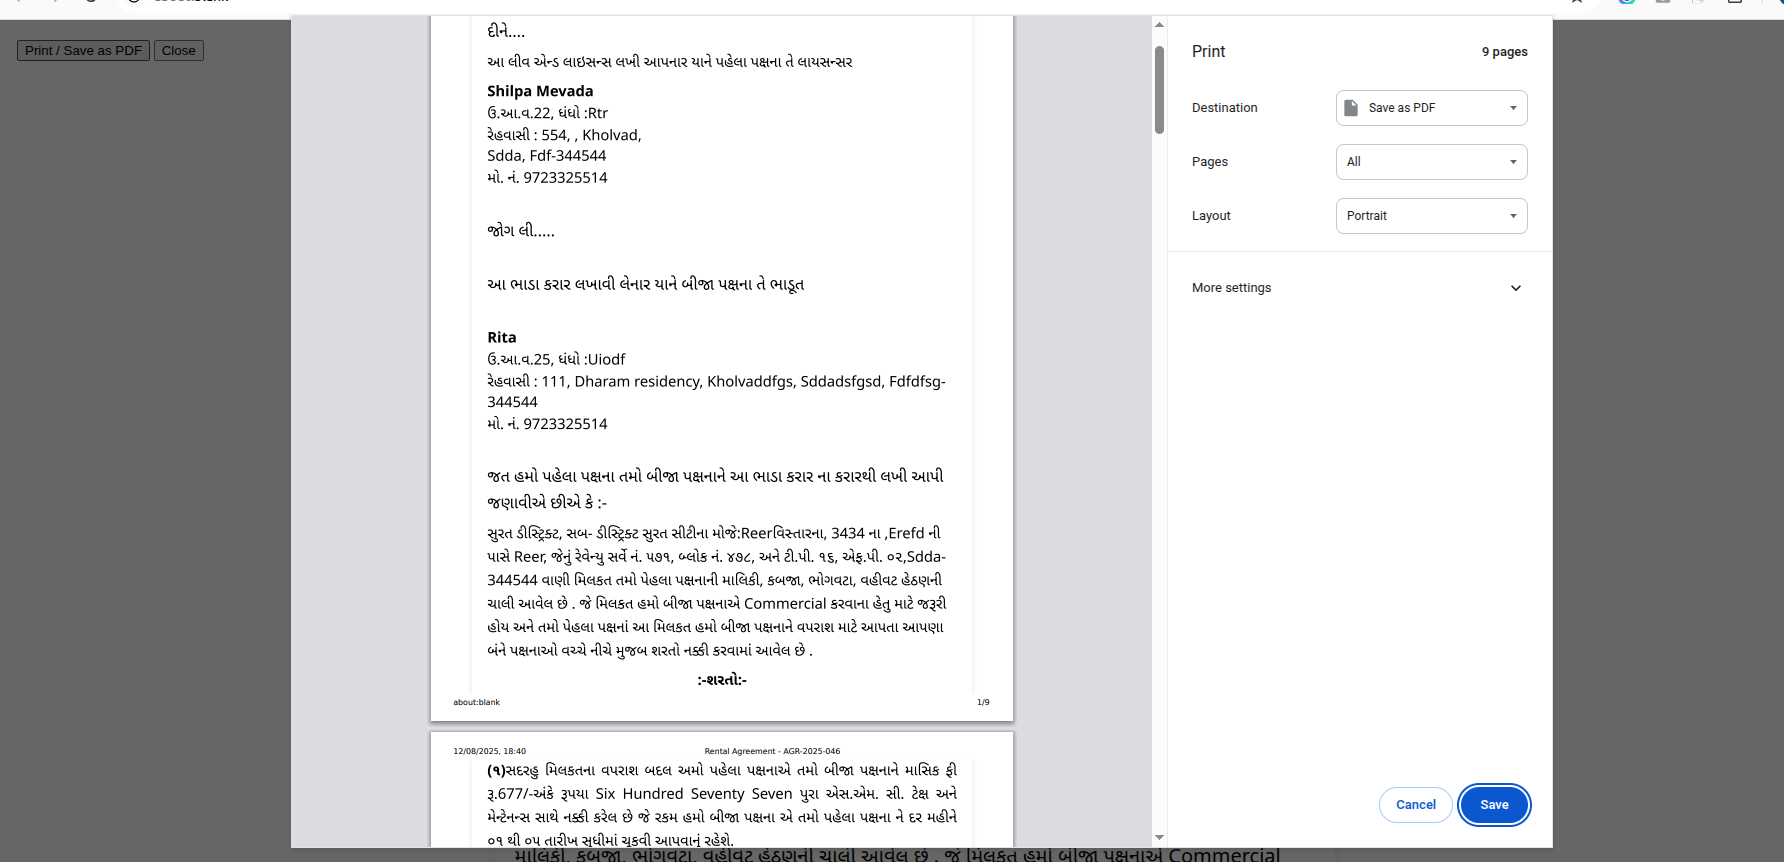 Print / Save as PDF
Close
દીને....
આ લીવ એન્ડ લાઇસન્સ લખી આપનાર યાને પહેલા પક્ષના તે લાયસન્સર
Shilpa Mevada
ઉ.આ.વ.22, ધંધો :Rtr
રેહવાસી : 554, , Kholvad,
Sdda, Fdf-344544
મો. નં. 9723325514
જોગ લી.....
આ ભાડા કરાર લખાવી લેનાર યાને બીજા પક્ષના તે ભાડૂત
Rita
ઉ.આ.વ.25, ધંધો :Uiodf
રેહવાસી : 111, Dharam residency, Kholvaddfgs, Sddadsfgsd, Fdfdfsg-
344544
મો. નં. 9723325514
જત હમો પહેલા પક્ષના તમો બીજા પક્ષનાને આ ભાડા કરાર ના કરારથી લખી આપી
જણાવીએ છીએ કે :-
સુરત ડીસ્ટ્રિક્ટ, સબ- ડીસ્ટ્રિક્ટ સુરત સીટીના મોજે:Reerવિસ્તારના, 3434 ના ,Erefd ની
પાસે Reer, જેનું રેવેન્યુ સર્વે નં. ૫૭૧, બ્લોક નં. ૪૭૮, અને ટી.પી. ૧૬, એફ.પી. ૦૨,Sdda-
344544 વાણી મિલકત તમો પેહલા પક્ષનાની માલિકી, કબજા, ભોગવટા, વહીવટ હેઠણની
ચાલી આવેલ છે . જે મિલકત હમો બીજા પક્ષનાએ Commercial કરવાના હેતુ માટે જરૂરી
હોય અને તમો પેહલા પક્ષનાં આ મિલકત હમો બીજા પક્ષનાને વપરાશ માટે આપતા આપણા
બંને પક્ષનાઓ વચ્ચે નીચે મુજબ શરતો નક્કી કરવામાં આવેલ છે .
:-શરતો:-
about:blank 1/9
12/08/2025, 18:40 Rental Agreement - AGR-2025-046
(૧)સદરહુ મિલકતના વપરાશ બદલ અમો પહેલા પક્ષનાએ તમો બીજા પક્ષનાને માસિક ફી
રૂ.677/-અંકે રૂપયા Six Hundred Seventy Seven પુરા એસ.એમ. સી. ટેક્ષ અને
મેન્ટેનન્સ સાથે નક્કી કરેલ છે જે રકમ હમો બીજા પક્ષના એ તમો પહેલા પક્ષના ને દર મહીને
૦૧ થી ૦૫ તારીખ સુધીમાં ચૂકવી આપવાનું રહેશે.
માલિકી, કબજા, ભોગવટા, વહીવટ હેઠણની ચાલી આવેલ છે . જે મિલકત હમો બીજા પક્ષનાએ Commercial
Print 9 pages
Destination Save as PDF
Pages All
Layout Portrait
More settings
Cancel Save